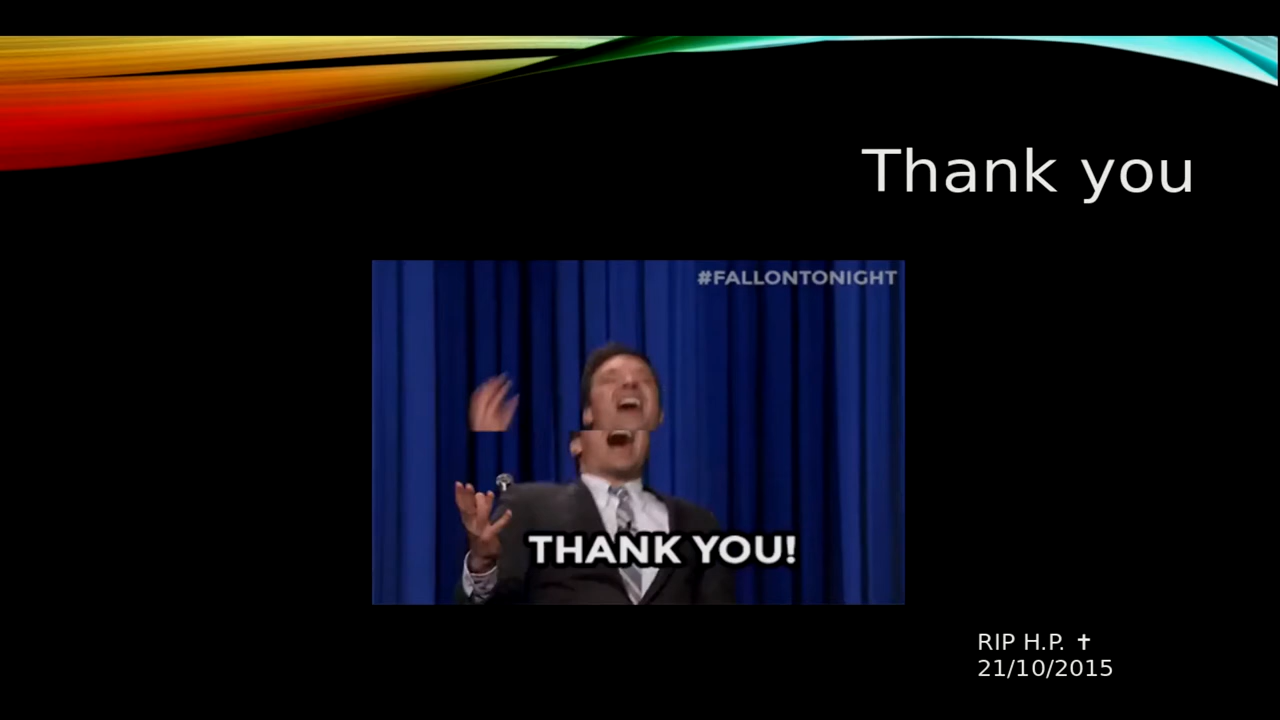 Thank you
#FALLONTONIGHT
THANK YOU!
RIP H.P. ✝
21/10/2015